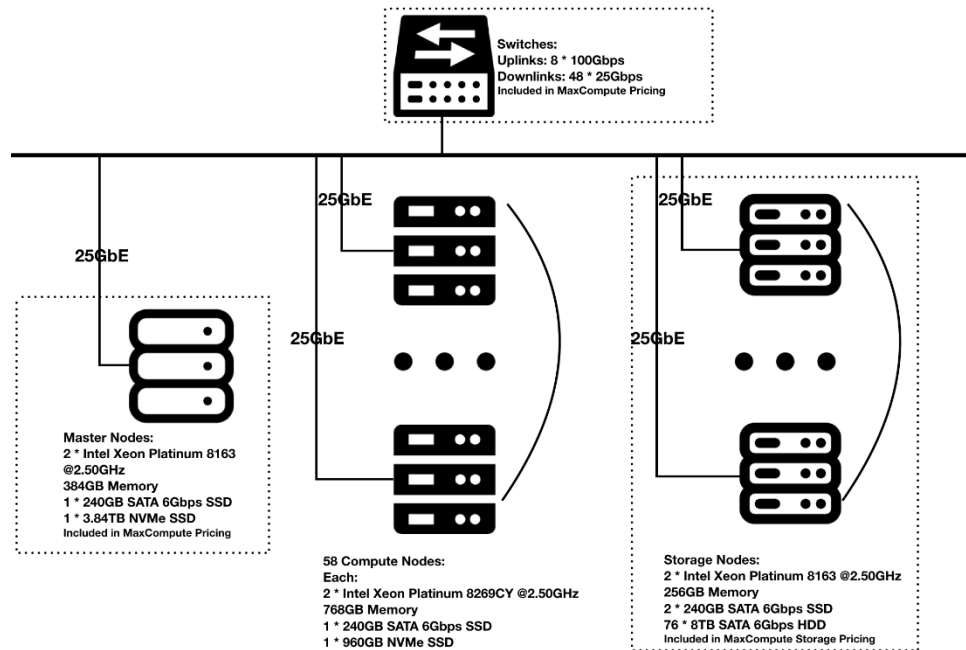 Switches:
Uplinks: 8 * 100Gbps
Downlinks: 48 * 25Gbps
Included in MaxCompute Pricing
25GbE
25GbE
25GbE
25GbE
25GbE
Master Nodes:
2 * Intel Xeon Platinum 8163
@2.50GHz
384GB Memory
1 * 240GB SATA 6Gbps SSD
1 * 3.84TB NVMe SSD
Included in MaxCompute Pricing
58 Compute Nodes:
Each:
2 * Intel Xeon Platinum 8269CY @2.50GHz
768GB Memory
1 * 240GB SATA 6Gbps SSD
1 * 960GB NVMe SSD
Storage Nodes:
2 * Intel Xeon Platinum 8163 @2.50GHz
256GB Memory
2 * 240GB SATA 6Gbps SSD
76 * 8TB SATA 6Gbps HDD
Included in MaxCompute Storage Pricing